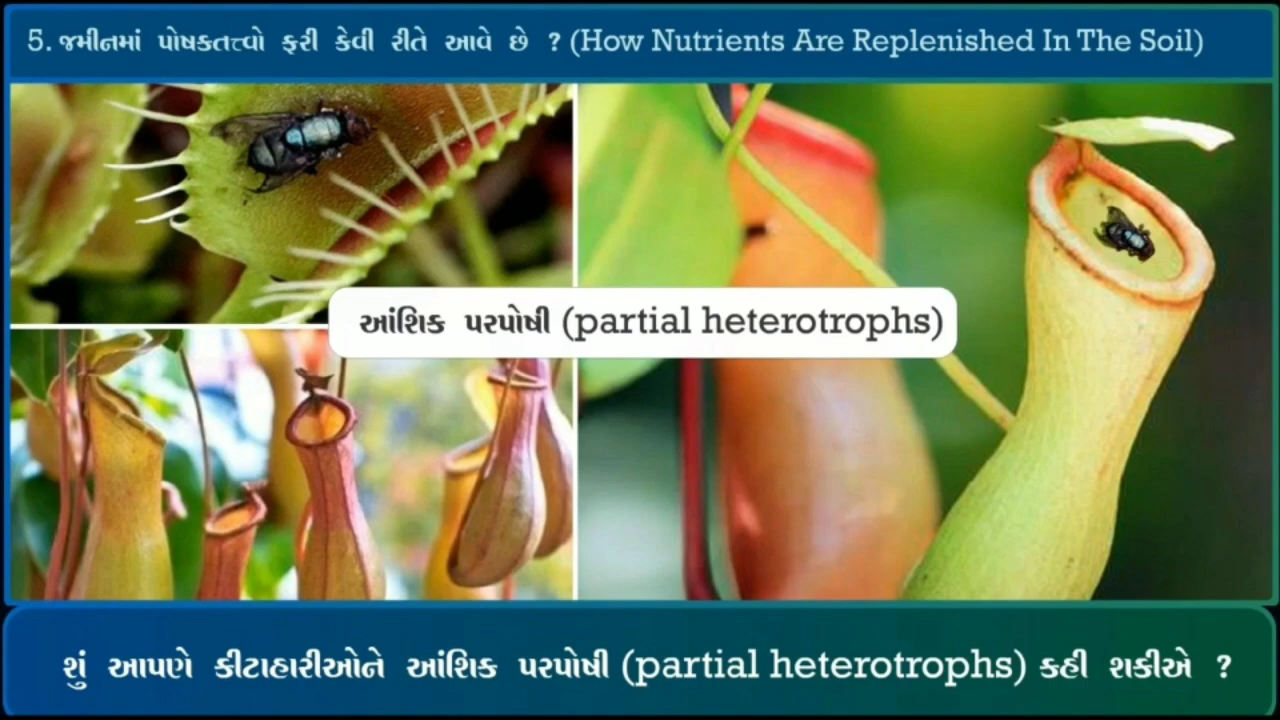 5. જમીનમાં પોષકતત્ત્વો ફરી કેવી રીતે આવે છે ? (How Nutrients Are Replenished In The Soil)
આંશિક પરપોષી (partial heterotrophs)
શું આપણે કીટાહારીઓને આંશિક પરપોષી (partial heterotrophs) કહી શકીએ ?